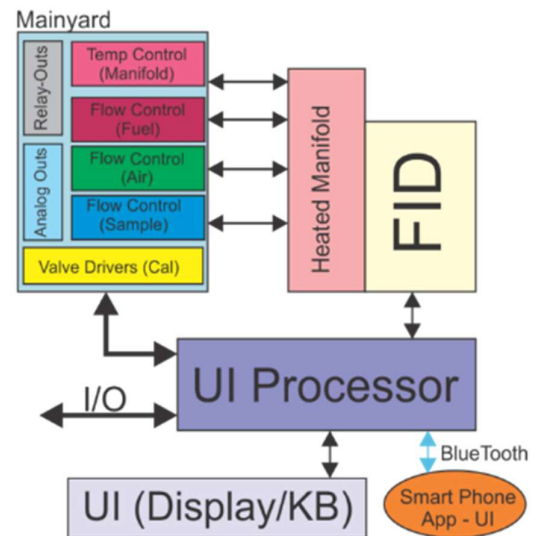 Mainyard
Relay-Outs
Temp Control
(Manifold)
Flow Control
(Fuel)
Analog Outs
Flow Control
(Air)
Flow Control
(Sample)
Valve Drivers (Cal)
Heated Manifold
FID
UI Processor
I/O
BlueTooth
UI (Display/KB)
Smart Phone
App - UI